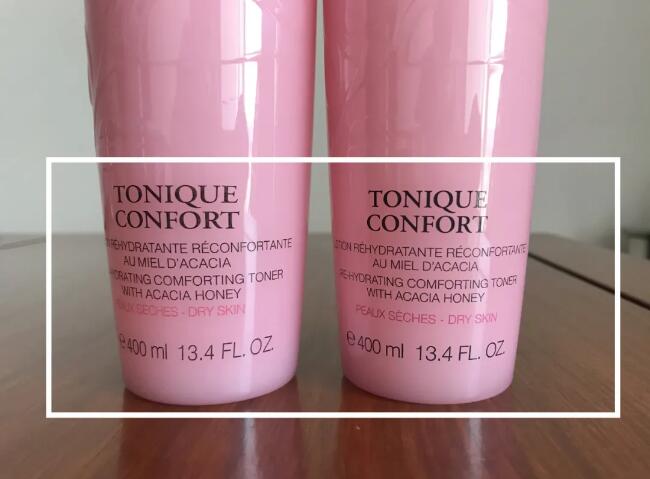 TONIQUE
CONFORT
RÉHYDRATANTE RÉCONFORTANTE
AU MIEL D'ACACIA
COMFORTING TONER
WITH ACACIA HONEY
PEAUX SÈCHES - DRY SKIN
e 400 ml 13.4 FL. OZ.
TONIQUE
CONFORT
LOTION RÉHYDRATANTE RÉCONFORTANTE
AU MIEL D'ACACIA
RE-HYDRATING COMFORTING TONER
WITH ACACIA HONEY
PEAUX SÈCHES - DRY SKIN
e 400 ml 13.4 FL. OZ.